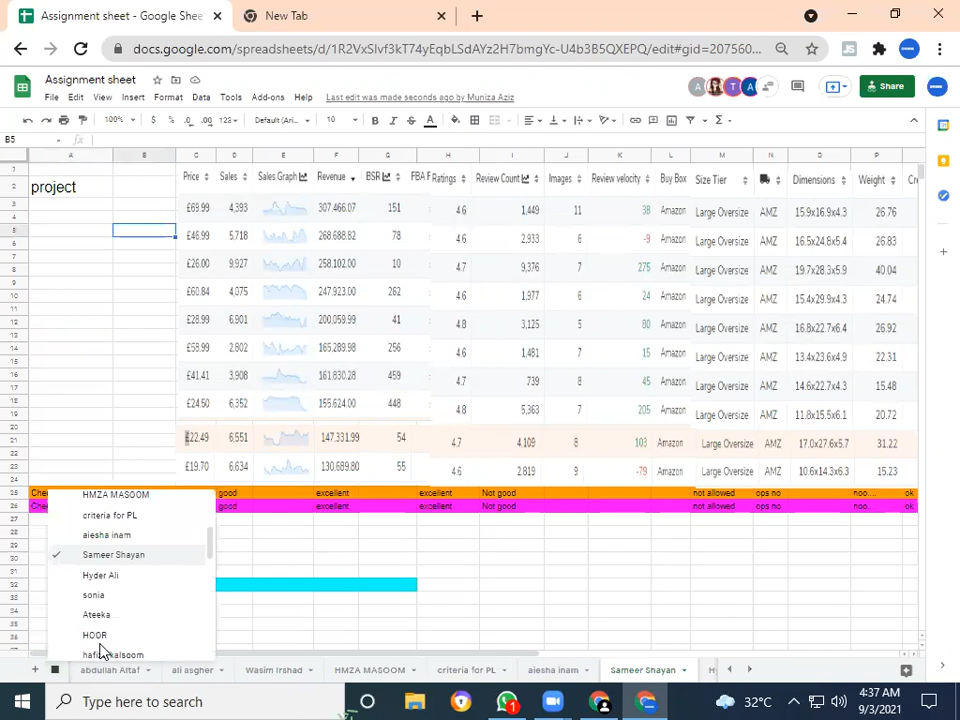 Assignment sheet - Google Shee
New Tab
docs.google.com/spreadsheets/d/1R2VxSIvf3kT74yEqbLSdAYz2H7bmgYc-U4b3B5QXEPQ/edit#gid=207560...
Assignment sheet
File Edit View Insert Format Data Tools Add-ons Help Last edit was made seconds ago by Muniza Aziz
A T A Share
100% $ % .0 .00 123 Default (Ari... 10 B I S A
B5 fx
A B C D E F G H I J K L M N O P
1 Price Sales Sales Graph Revenue BSR FBA F Ratings Review Count Images Review velocity Buy Box Size Tier Dimensions Weight Cre
2 project
£69.99 4,393 307.466.07 151 4.6 1,449 11 38 Amazon Large Oversize AMZ 15.9x16.9x4.3 26.76
£46.99 5,718 268.688.82 78 4.6 2,933 6 -9 Amazon Large Oversize AMZ 16.5x24.8x5.4 26.83
£26.00 9,927 258,102.00 10 4.7 9,376 7 275 Amazon Large Oversize AMZ 19.7x28.3x5.9 40.04
£60.84 4,075 247,923.00 262 4.6 1,977 6 24 Amazon Large Oversize AMZ 15.4x29.9x4.3 24.74
£28.99 6,901 200,059.99 41 4.8 3,125 5 80 Amazon Large Oversize AMZ 16.8x22.7x6.4 26.92
£58.99 2,802 165,289.98 256 4.6 1,481 7 15 Amazon Large Oversize AMZ 13.4x23.6x4.9 22.31
£41.41 3,908 161,830.28 459 4.7 739 8 45 Amazon Large Oversize AMZ 14.6x22.7x4.3 15.48
£24.50 6,352 155,624.00 448 4.8 5,363 7 205 Amazon Large Oversize AMZ 11.8x15.5x6.1 20.72
£22.49 6,551 147,331.99 54 4.7 4,109 8 103 Amazon Large Oversize AMZ 17.0x27.6x5.7 31.22
£19.70 6,634 130,689.80 55 4.6 2,819 9 -79 Amazon Large Oversize AMZ 10.6x14.3x6.3 15.23
25 Che good excellent excellent Not good not allowed ops no noo.... ok
26 Che good excellent excellent Not good not allowed ops no noo.... ok
HMZA MASOOM
criteria for PL
aiesha inam
Sameer Shayan
Hyder Ali
sonia
Ateeka
HOOR
abdullah Altaf ali asgher Wasim Irshad HMZA MASOOM criteria for PL aiesha inam Sameer Shayan H
Type here to search
1
32°C
4:37 AM
9/3/2021